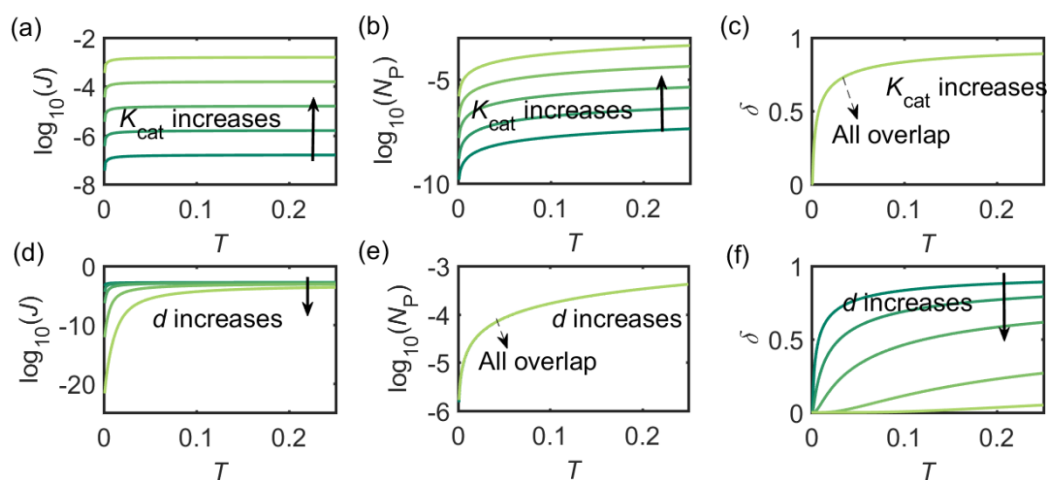 (a)
log10(J)
-2
-4
-6
-8
Kcat increases
0
0.1
0.2
T
(b)
log10(NP)
-5
-10
Kcat increases
0
0.1
0.2
T
(c)
δ
1
0.5
0
Kcat increases
All overlap
0
0.1
0.2
T
(d)
log10(J)
0
-10
-20
d increases
0
0.1
0.2
T
(e)
log10(NP)
-3
-4
-5
-6
d increases
All overlap
0
0.1
0.2
T
(f)
δ
1
0.5
0
d increases
0
0.1
0.2
T